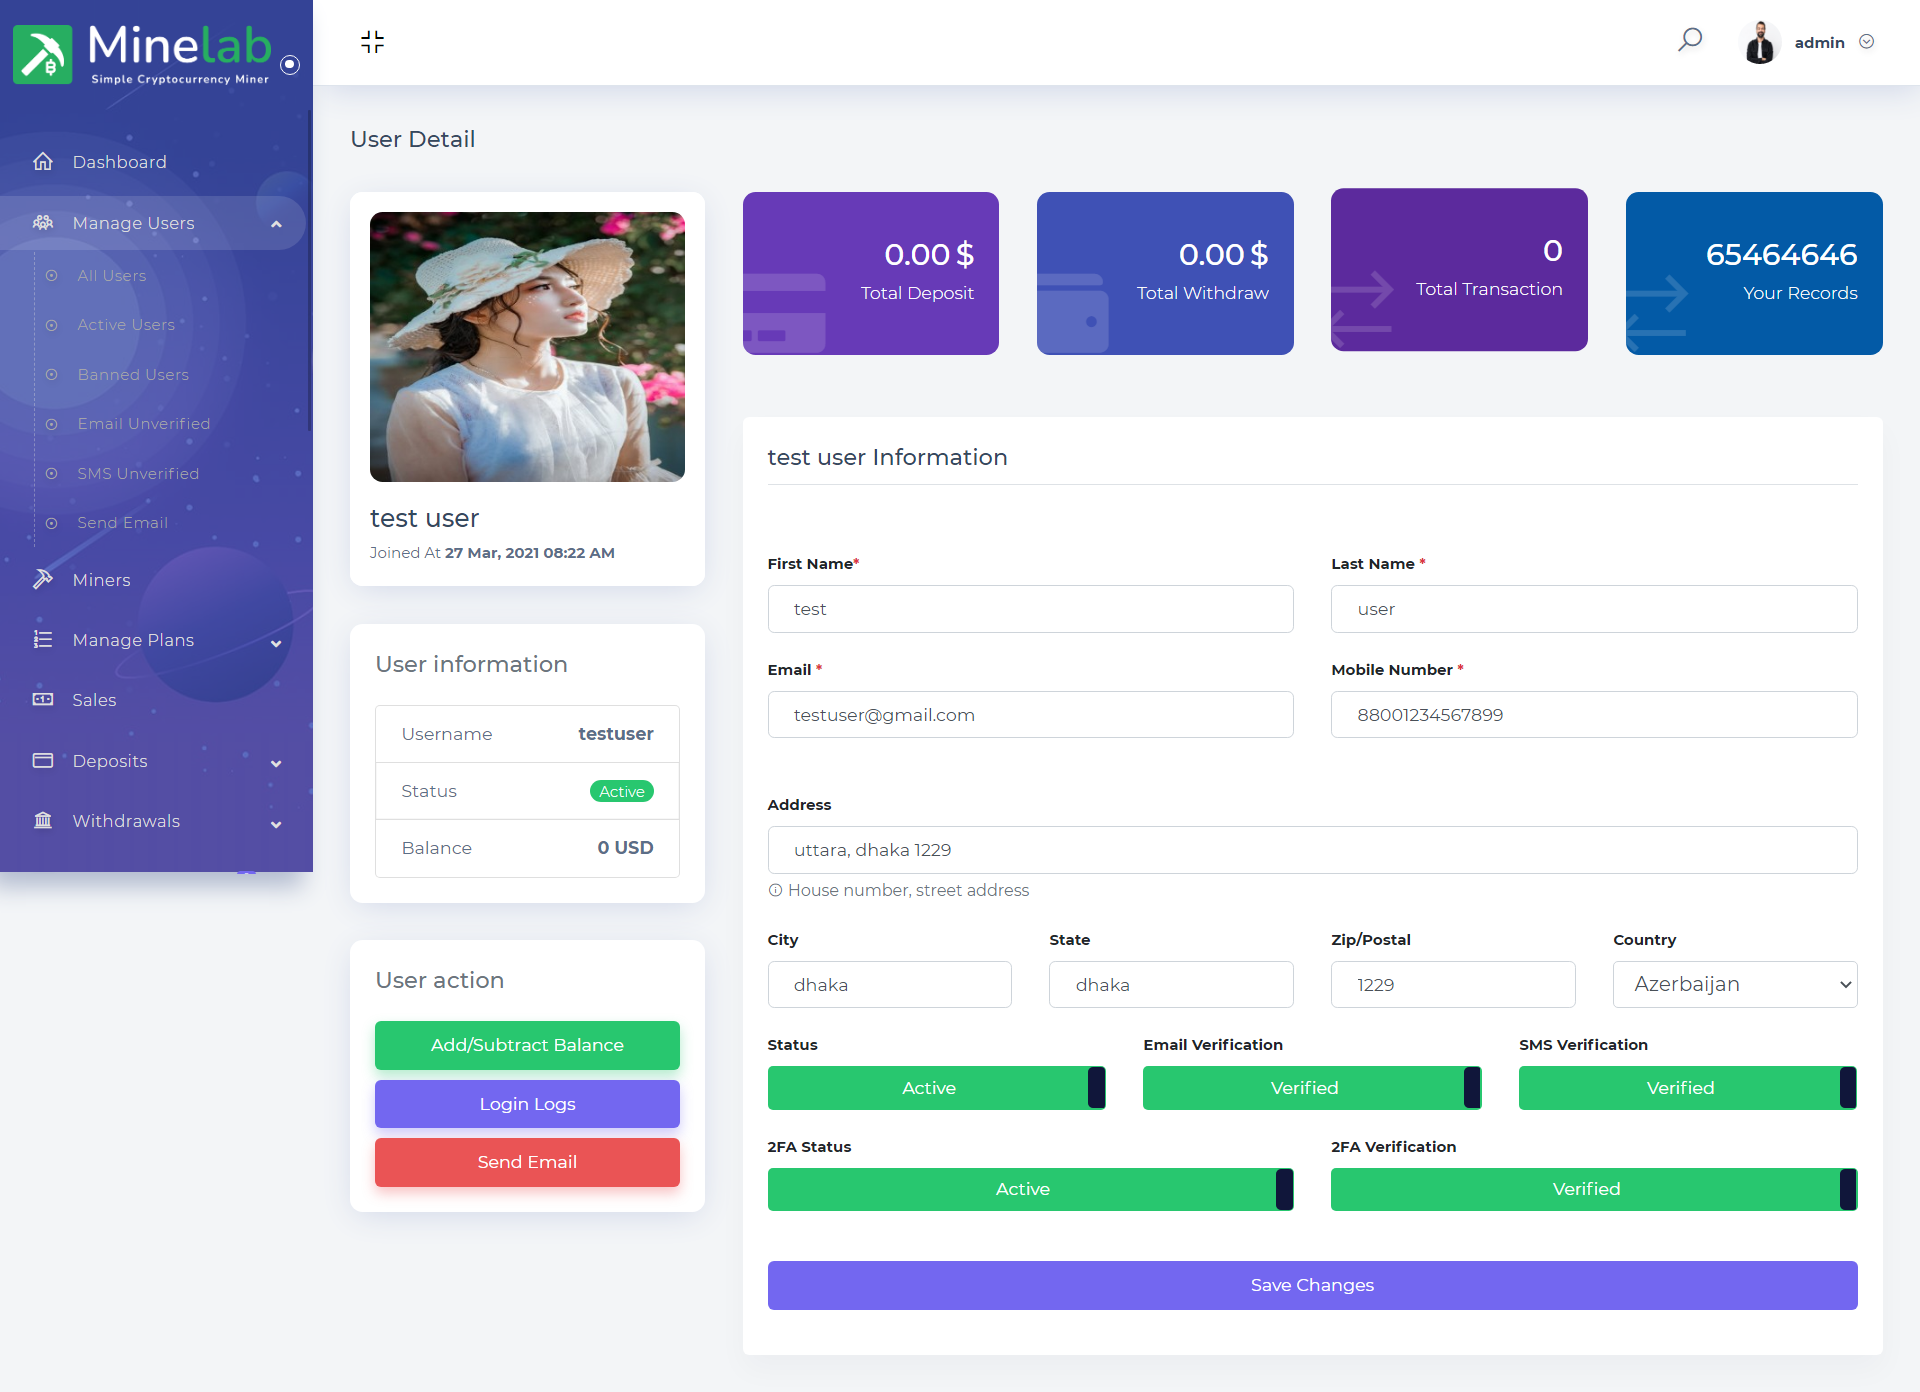 Minelab
Simple Cryptocurrency Miner
admin
Dashboard
Manage Users
All Users
Active Users
Banned Users
Email Unverified
SMS Unverified
Send Email
Miners
Manage Plans
Sales
Deposits
Withdrawals
User Detail
test user
Joined At 27 Mar, 2021 08:22 AM
User information
Username testuser
Status Active
Balance 0 USD
User action
Add/Subtract Balance
Login Logs
Send Email
0.00 $
Total Deposit
0.00 $
Total Withdraw
0
Total Transaction
65464646
Your Records
test user Information
First Name* Last Name *
test user
Email * Mobile Number *
testuser@gmail.com 88001234567899
Address
uttara, dhaka 1229
House number, street address
City State Zip/Postal Country
dhaka dhaka 1229 Azerbaijan
Status Email Verification SMS Verification
Active Verified Verified
2FA Status 2FA Verification
Active Verified
Save Changes